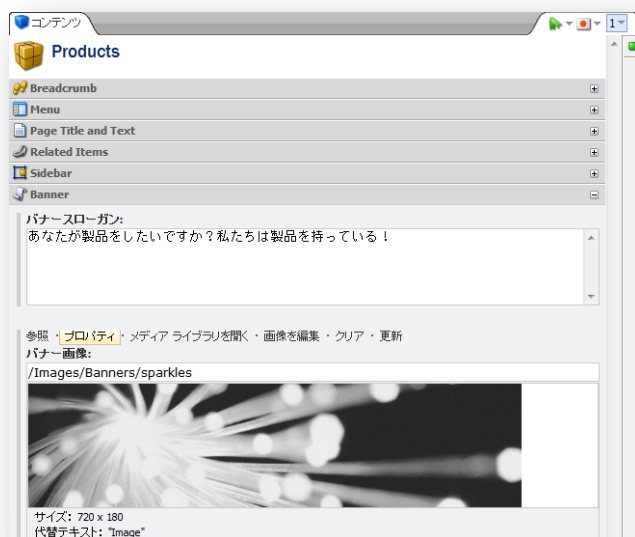 コンテンツ
1
Products
Breadcrumb
Menu
Page Title and Text
Related Items
Sidebar
Banner
バナースローガン:
あなたが製品をしたいですか？私たちは製品を持っている！
参照 ・ プロパティ ・ メディア ライブラリを開く ・ 画像を編集 ・ クリア ・ 更新
バナー画像:
/Images/Banners/sparkles
サイズ: 720 x 180
代替テキスト: "Image"